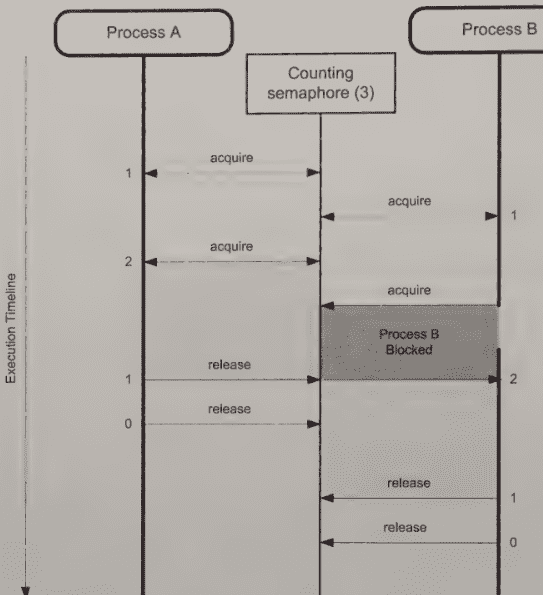 Process A
Process B
Counting
semaphore (3)
acquire
1
acquire
1
acquire
2
acquire
Process B
Blocked
release
1
2
release
0
release
1
release
0
Execution Timeline